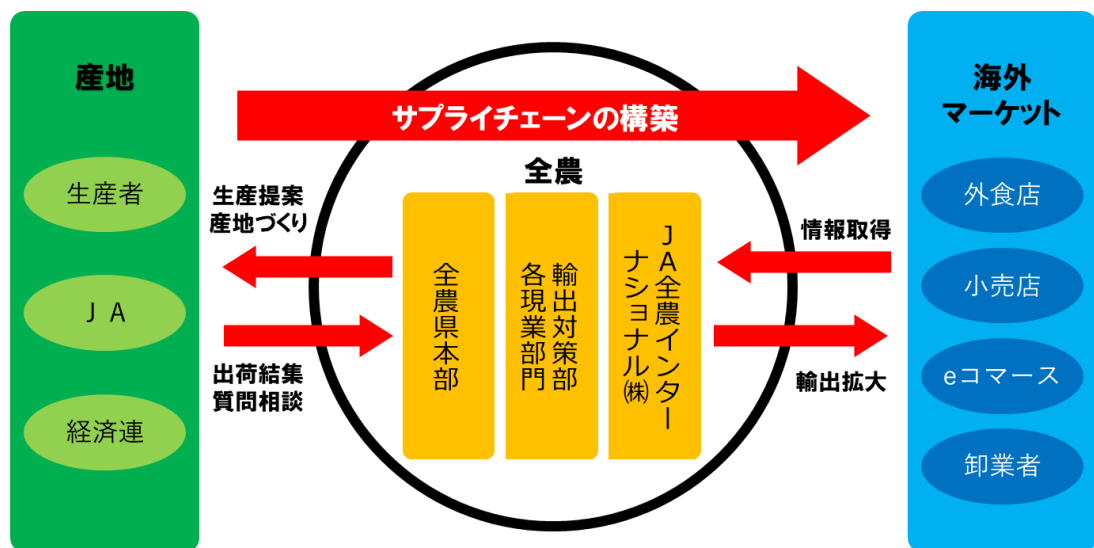 産地
生産者
J A
経済連
サプライチェーンの構築
全農
生産提案
産地づくり
出荷結集
質問相談
全農県本部
輸出対策部
各現業部門
JA全農インター
ナショナル㈱
情報取得
輸出拡大
海外
マーケット
外食店
小売店
eコマース
卸業者